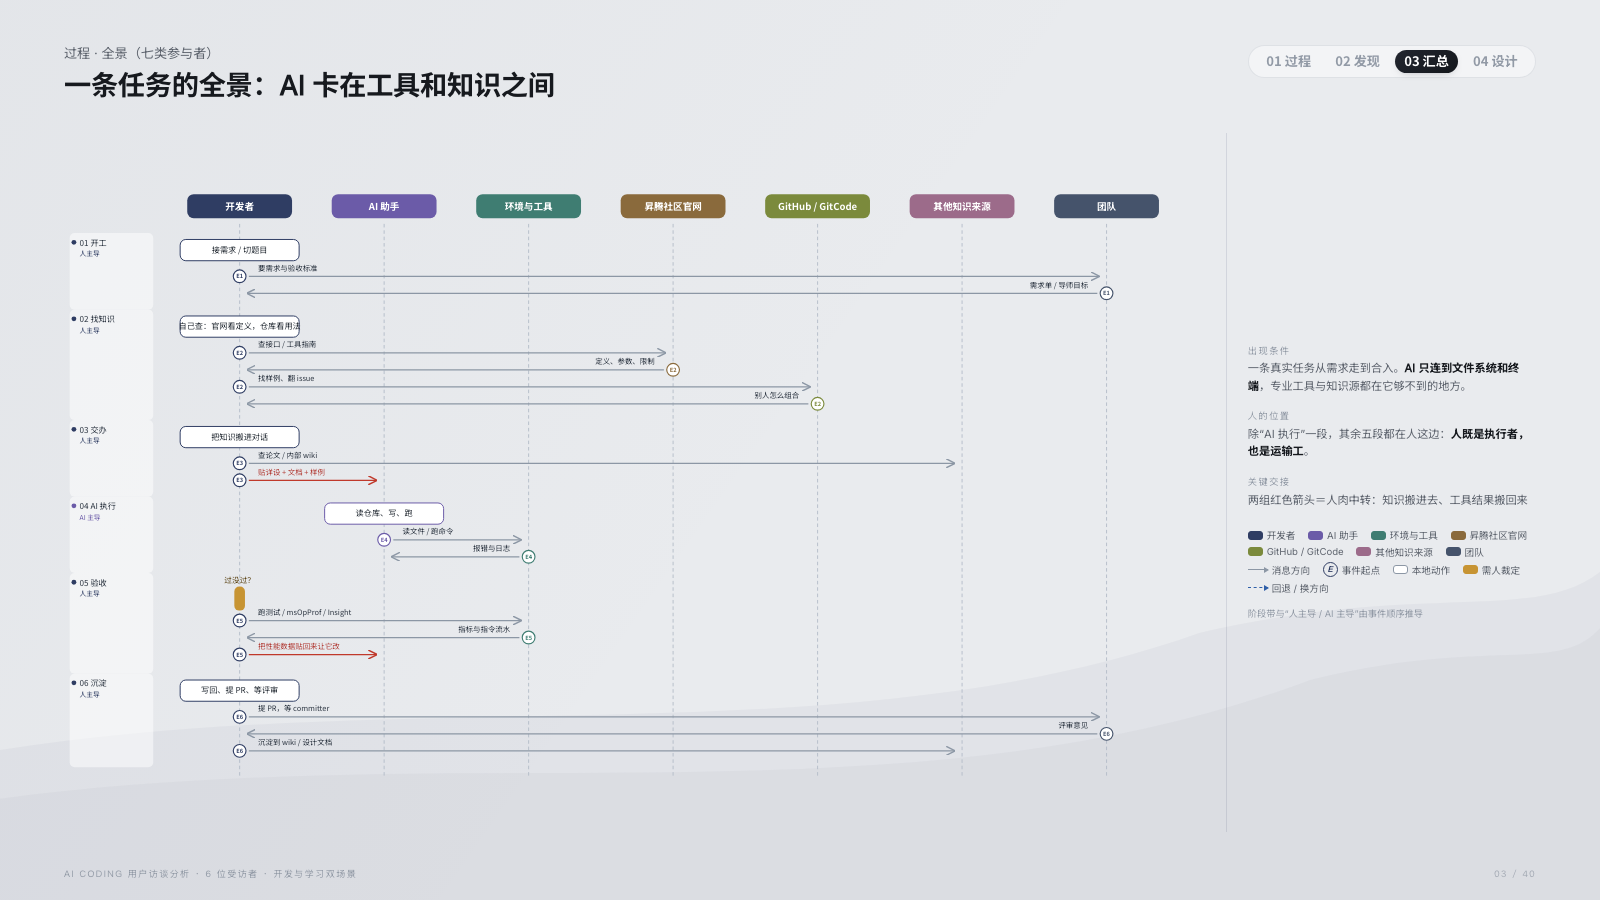 过程 · 全景（七类参与者）
一条任务的全景：AI 卡在工具和知识之间
01 过程 02 发现 03 汇总 04 设计
开发者 AI 助手 环境与工具 昇腾社区官网 GitHub / GitCode 其他知识来源 团队
01 开工
人主导
接需求 / 切题目
要需求与验收标准
E1
需求单 / 导师目标
E1
02 找知识
人主导
自己查：官网看定义，仓库看用法
查接口 / 工具指南
E2
定义、参数、限制
E2
找样例、翻 issue
E2
别人怎么组合
E2
03 交办
人主导
把知识搬进对话
查论文 / 内部 wiki
E3
贴详设 + 文档 + 样例
E3
04 AI 执行
AI 主导
读仓库、写、跑
读文件 / 跑命令
E4
报错与日志
E4
05 验收
人主导
过没过?
跑测试 / msOpProf / Insight
E5
指标与指令流水
E5
把性能数据贴回来让它改
E5
06 沉淀
人主导
写回、提 PR、等评审
提 PR，等 committer
E6
评审意见
E6
沉淀到 wiki / 设计文档
E6
出现条件
一条真实任务从需求走到合入。AI 只连到文件系统和终
端，专业工具与知识源都在它够不到的地方。
人的位置
除“AI 执行”一段，其余五段都在人这边：人既是执行者，
也是运输工。
关键交接
两组红色箭头＝人肉中转：知识搬进去、工具结果搬回来
开发者 AI 助手 环境与工具 昇腾社区官网
GitHub / GitCode 其他知识来源 团队
消息方向 E 事件起点 本地动作 需人裁定
回退 / 换方向
阶段带与“人主导 / AI 主导”由事件顺序推导
AI CODING 用户访谈分析 · 6 位受访者 · 开发与学习双场景
03 / 40